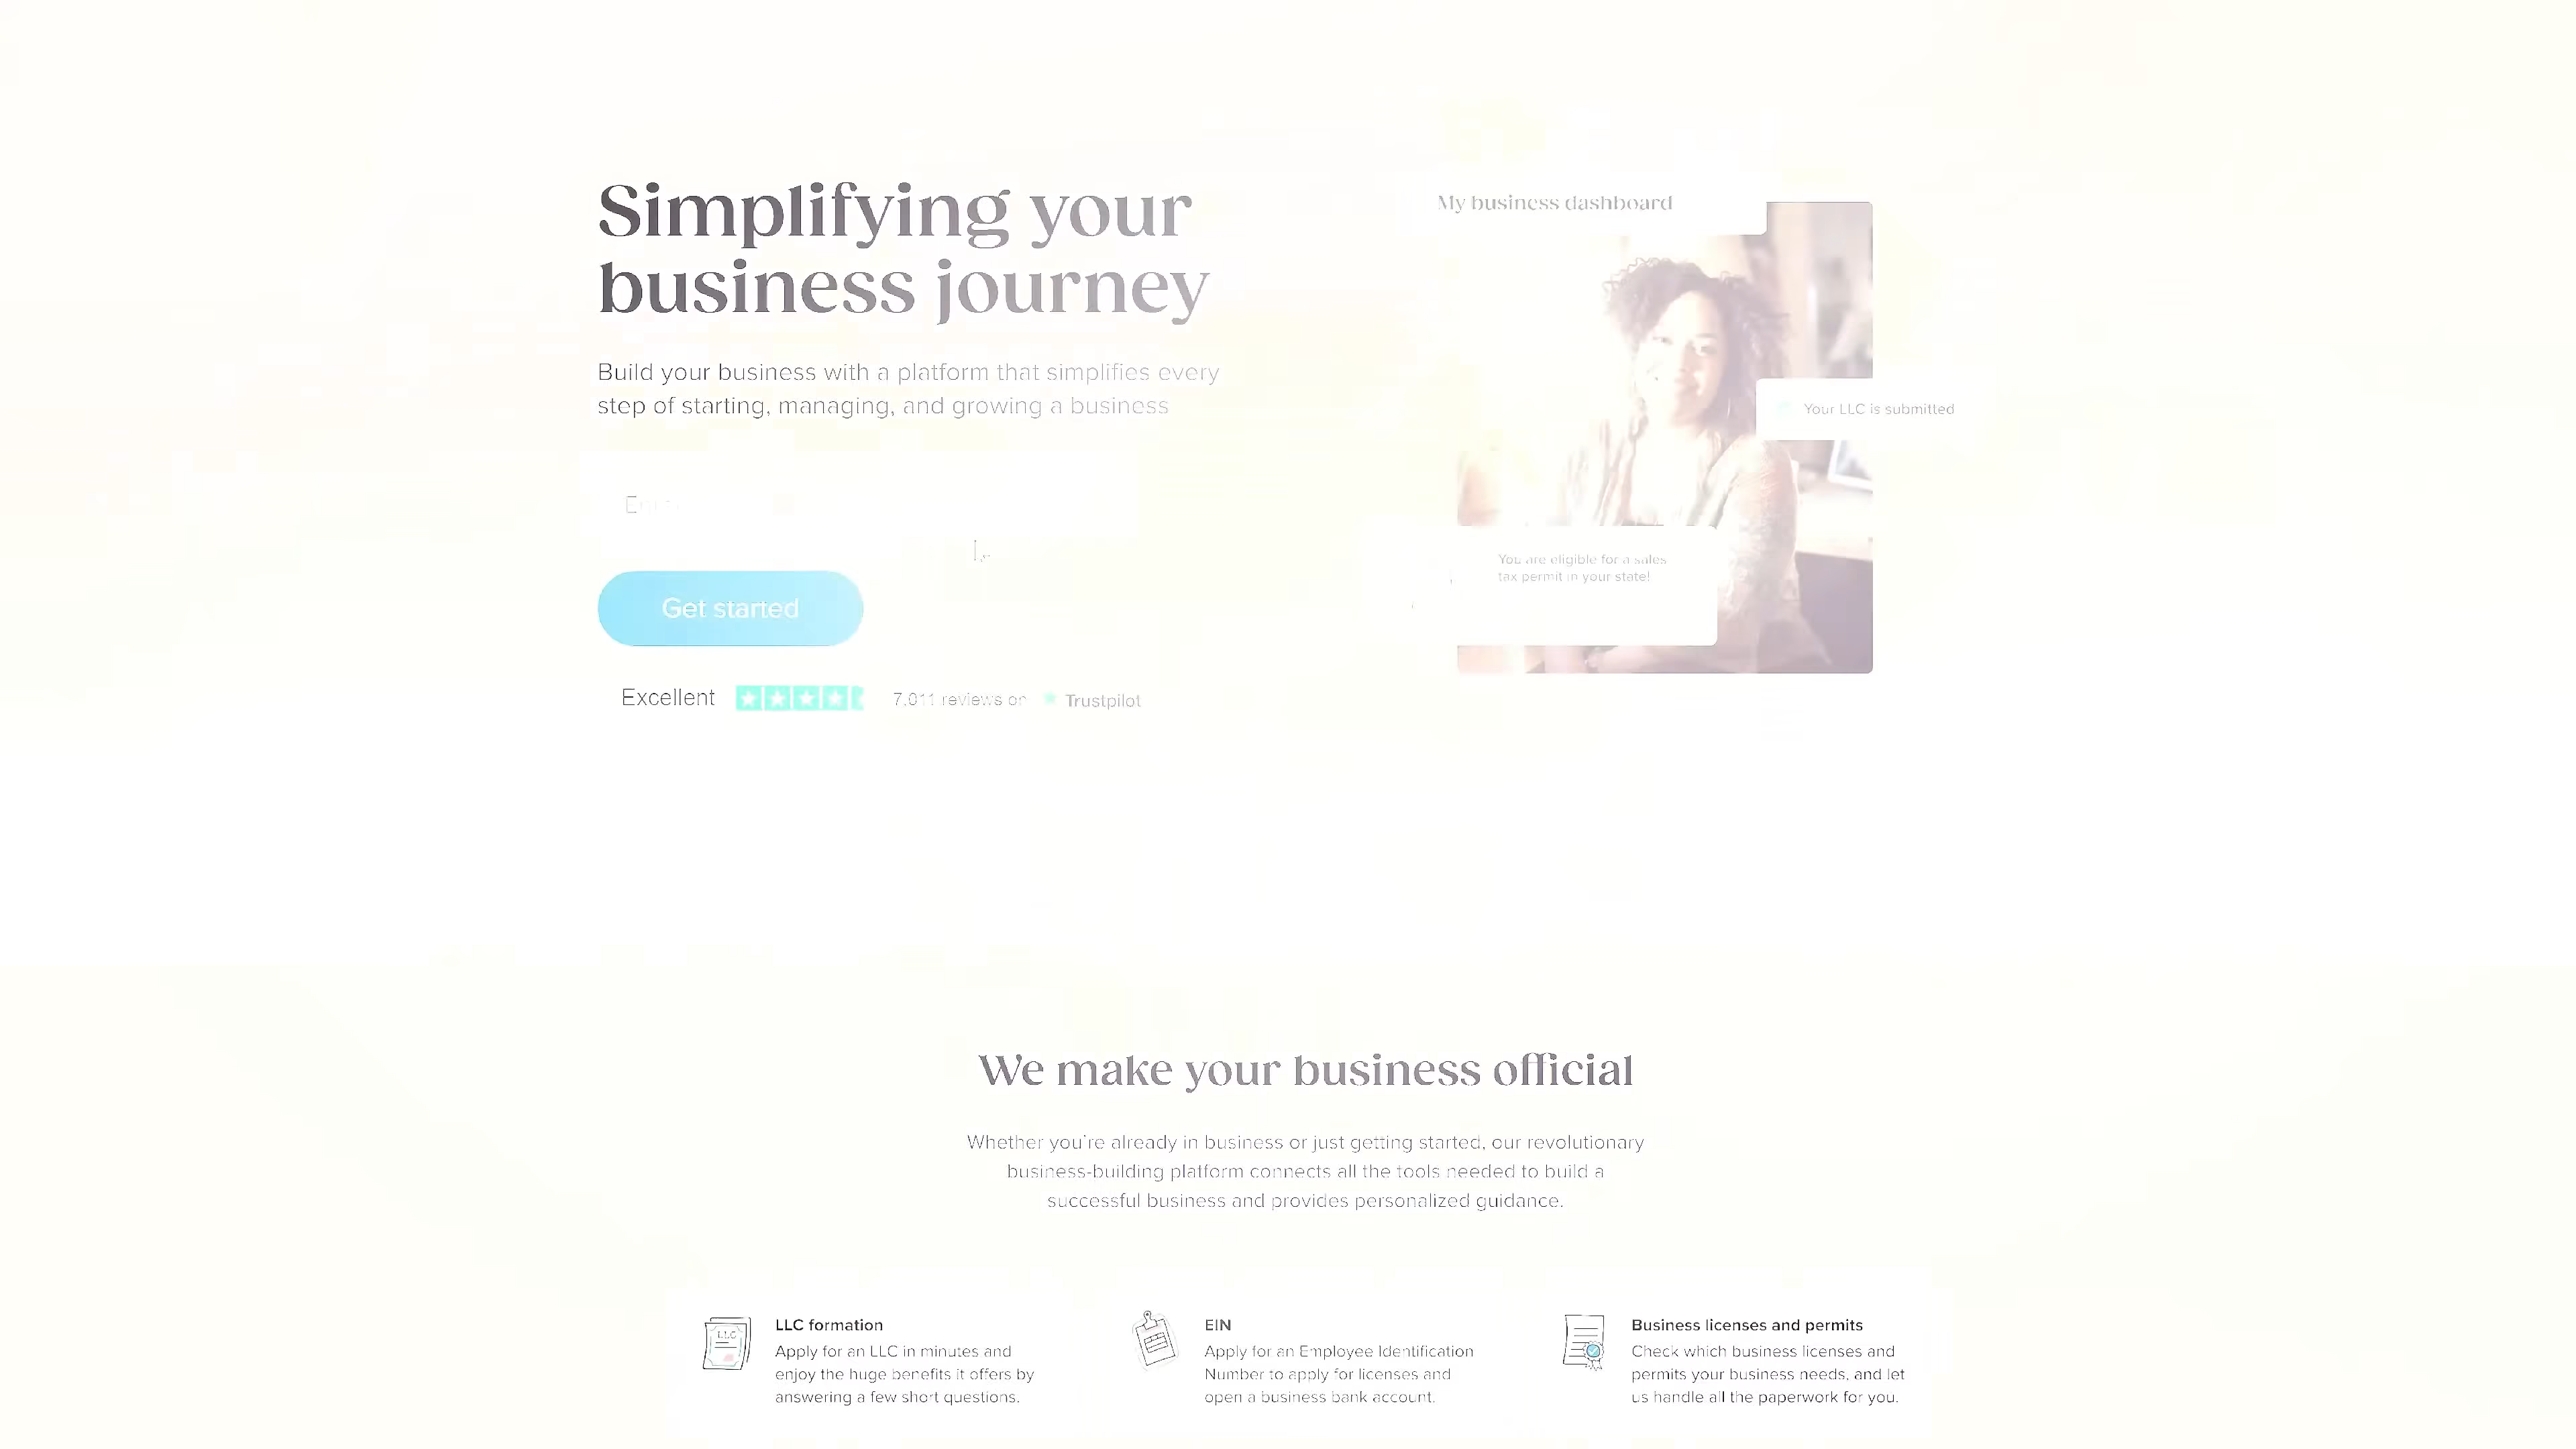 Simplifying your
business journey
Build your business with a platform that simplifies every
step of starting, managing, and growing a business
Get started
Excellent
7,011 reviews on
Trustpilot
My business dashboard
Your LLC is submitted
You are eligible for a sales
tax permit in your state!
We make your business official
Whether you're already in business or just getting started, our revolutionary
business-building platform connects all the tools needed to build a
successful business and provides personalized guidance.
LLC
LLC formation
Apply for an LLC in minutes and
enjoy the huge benefits it offers by
answering a few short questions.
EIN
Apply for an Employee Identification
Number to apply for licenses and
open a business bank account.
Business licenses and permits
Check which business licenses and
permits your business needs, and let
us handle all the paperwork for you.